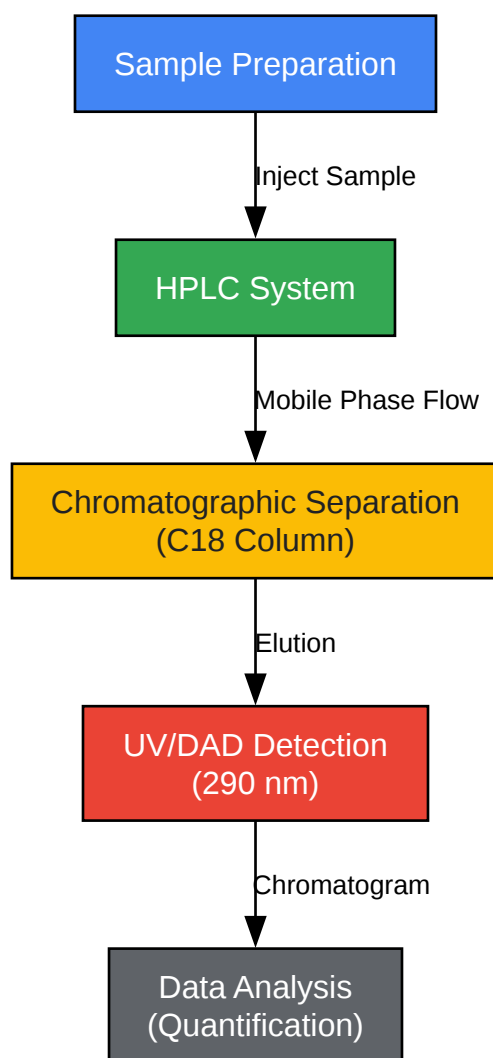 Sample Preparation
Inject Sample
HPLC System
Mobile Phase Flow
Chromatographic Separation
(C18 Column)
Elution
UV/DAD Detection
(290 nm)
Chromatogram
Data Analysis
(Quantification)